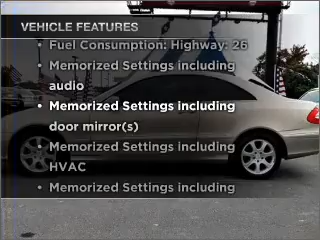 VEHICLE FEATURES
• Fuel Consumption: Highway: 26
• Memorized Settings including
audio
• Memorized Settings including
door mirror(s)
• Memorized Settings including
HVAC
• Memorized Settings including